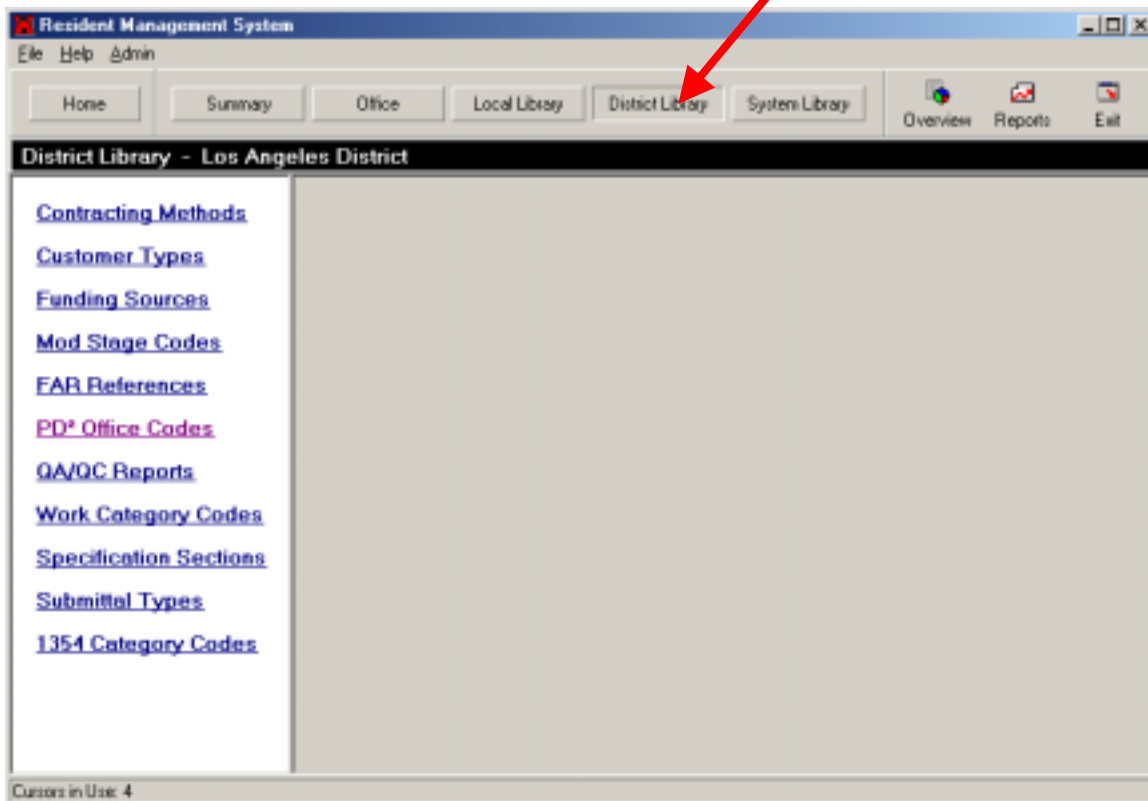 Resident Management System
File Help Admin
Home Summary Office Local Library District Library System Library Overview Reports Exit
District Library - Los Angeles District
Contracting Methods
Customer Types
Funding Sources
Mod Stage Codes
FAR References
PD² Office Codes
QA/QC Reports
Work Category Codes
Specification Sections
Submittal Types
1354 Category Codes
Cursors in Use: 4